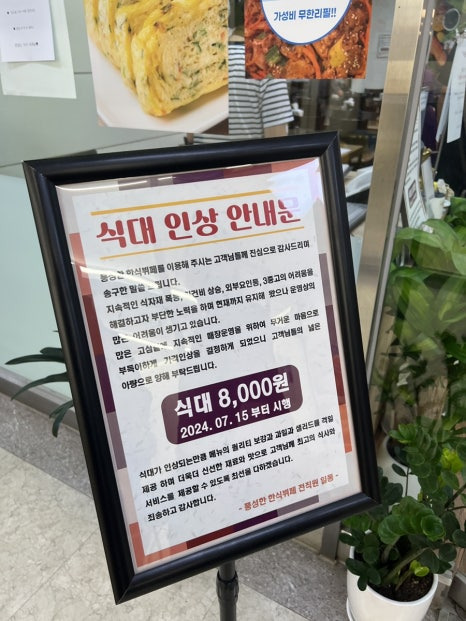 가성비 무한리필!!
식대 인상 안내문
풍성한 한식뷔페를 이용해 주시는 고객님들께 진심으로 감사드리며
송구한 말씀 드립니다.
지속적인 식자재 폭등, 인건비 상승, 외부요인등, 3중고의 어려움을
해결하고자 부단한 노력을 하며 현재까지 유지해 왔으나 운영상의
많은 어려움이 생기고 있습니다.
많은 고심끝에 지속적인 매장운영을 위하여 무거운 마음으로
부득이하게 가격인상을 결정하게 되었으니 고객님들의 넓은
아량으로 양해 부탁드립니다.
식대 8,000원
2024. 07. 15 부터 시행
식대가 인상되는만큼 메뉴의 퀄리티 보강과 과일과 샐러드를 격일
제공 하며 더욱더 신선한 재료와 맛으로 고객님께 최고의 식사와
서비스를 제공할 수 있도록 최선을 다하겠습니다.
죄송하고 감사합니다.
- 풍성한 한식뷔페 전직원 일동 -